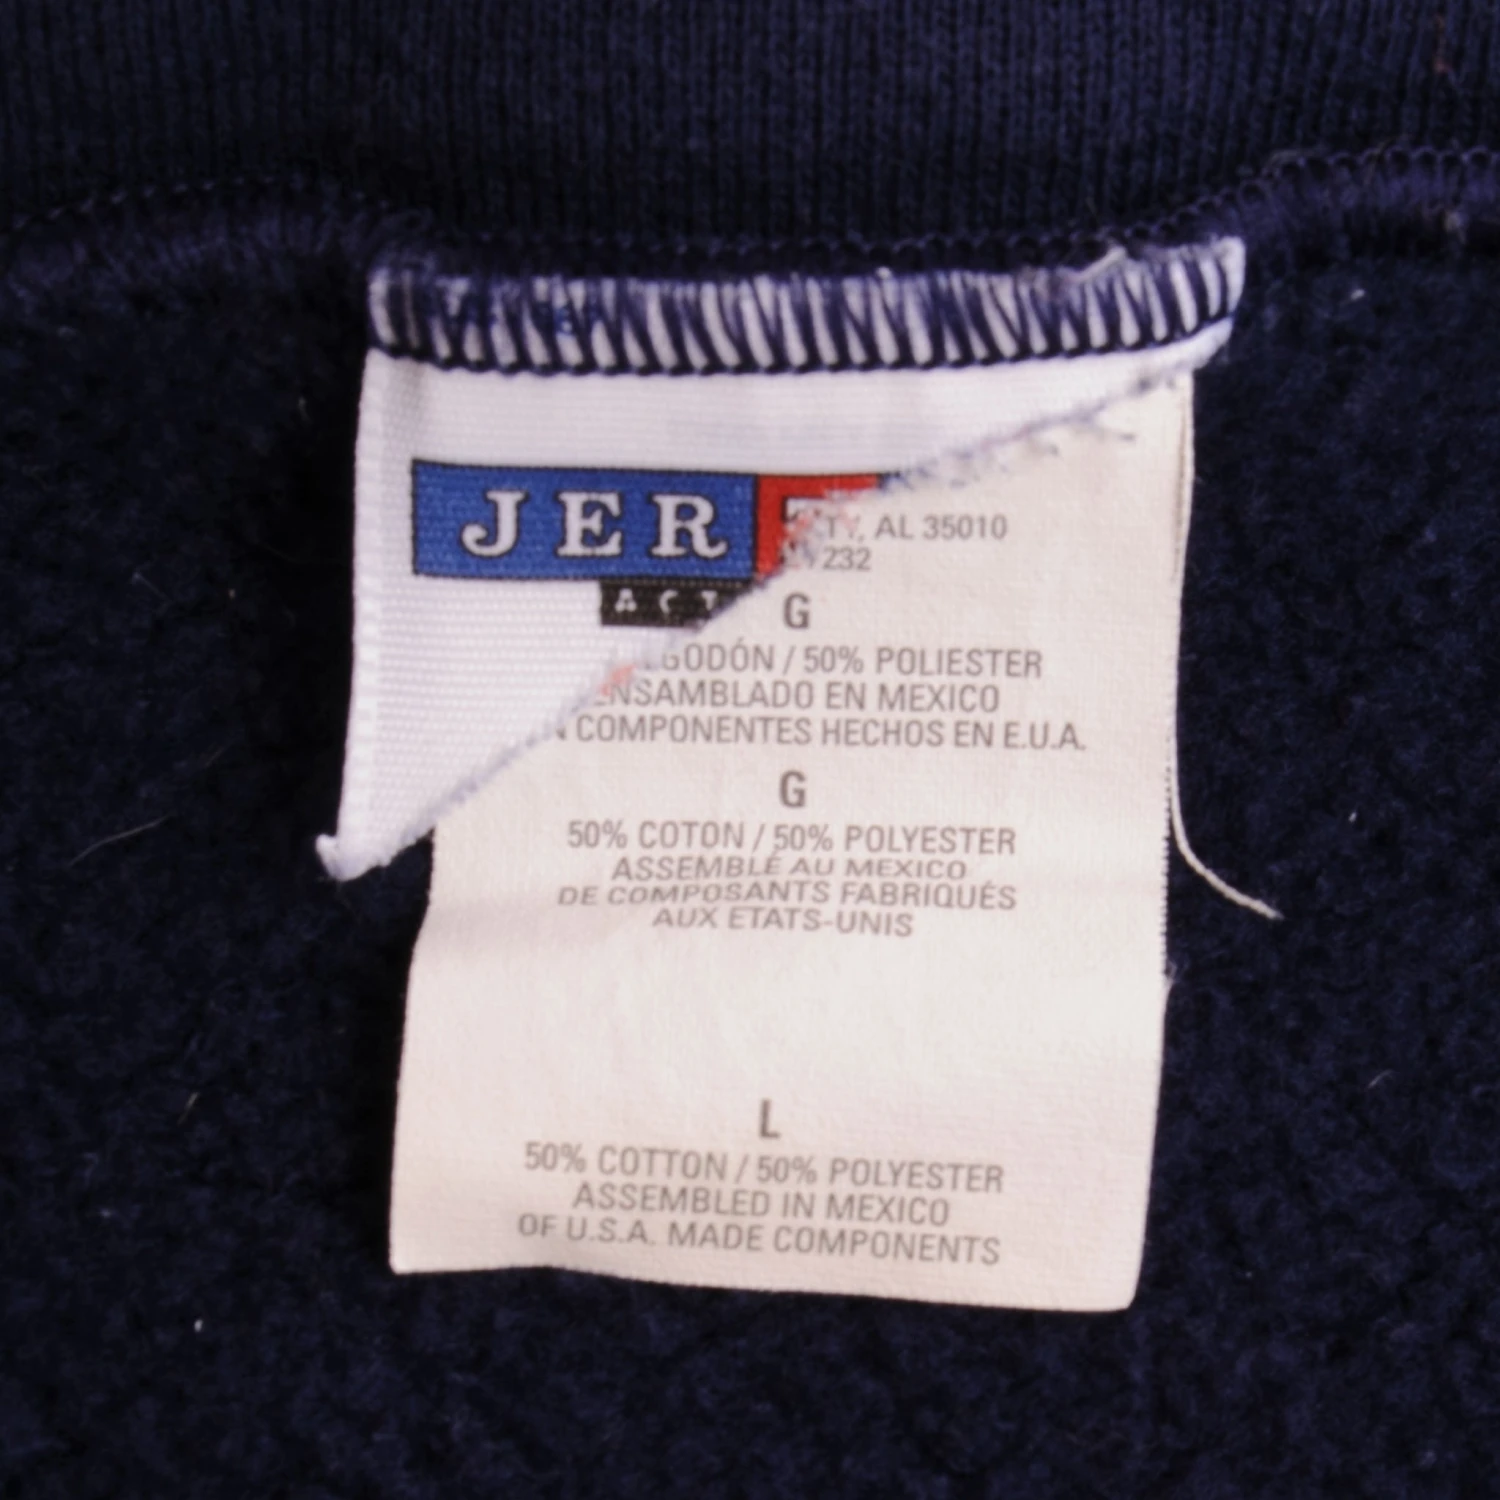 JER
ACT
TY, AL 35010
232
G
GODÓN / 50% POLIESTER
ENSAMBLADO EN MEXICO
COMPONENTES HECHOS EN E.U.A.
G
50% COTON / 50% POLYESTER
ASSEMBLÉ AU MEXICO
DE COMPOSANTS FABRIQUÉS
AUX ETATS-UNIS
L
50% COTTON / 50% POLYESTER
ASSEMBLED IN MEXICO
OF U.S.A. MADE COMPONENTS